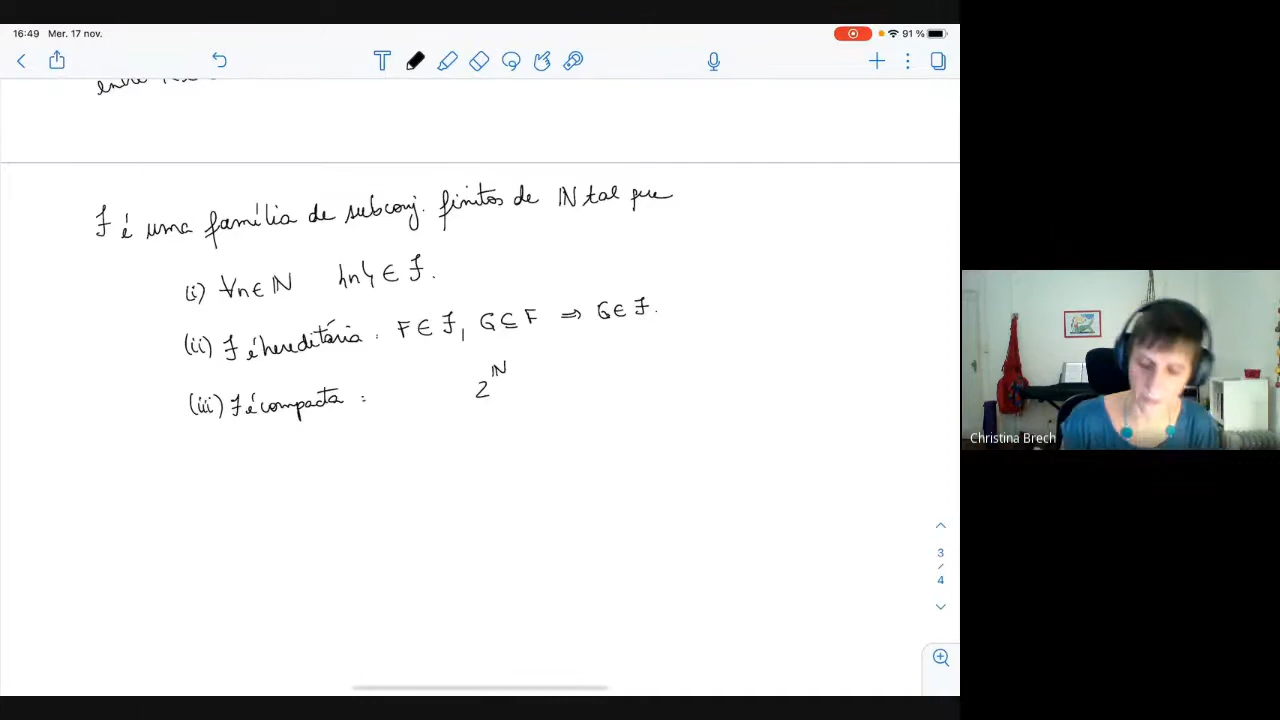 16:49 Mer. 17 nov. 91 %
T
entre
F é uma família de subconj. finitos de ℕ tal que
(i) ∀n∈ℕ {n} ∈ F.
(ii) F é hereditária : F ∈ F, G ⊆ F ⇒ G ∈ F.
(iii) F é compacta : 2^ℕ
Christina Brech
3
/
4